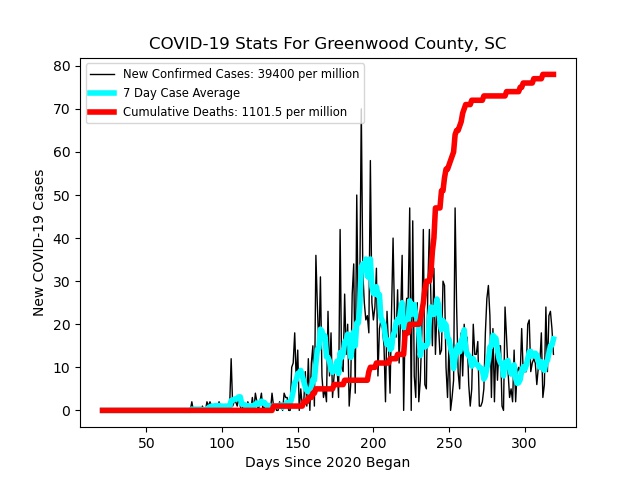 COVID-19 Stats For Greenwood County, SC
New Confirmed Cases: 39400 per million
7 Day Case Average
Cumulative Deaths: 1101.5 per million
80
70
60
50
40
30
20
10
0
New COVID-19 Cases
50 100 150 200 250 300
Days Since 2020 Began